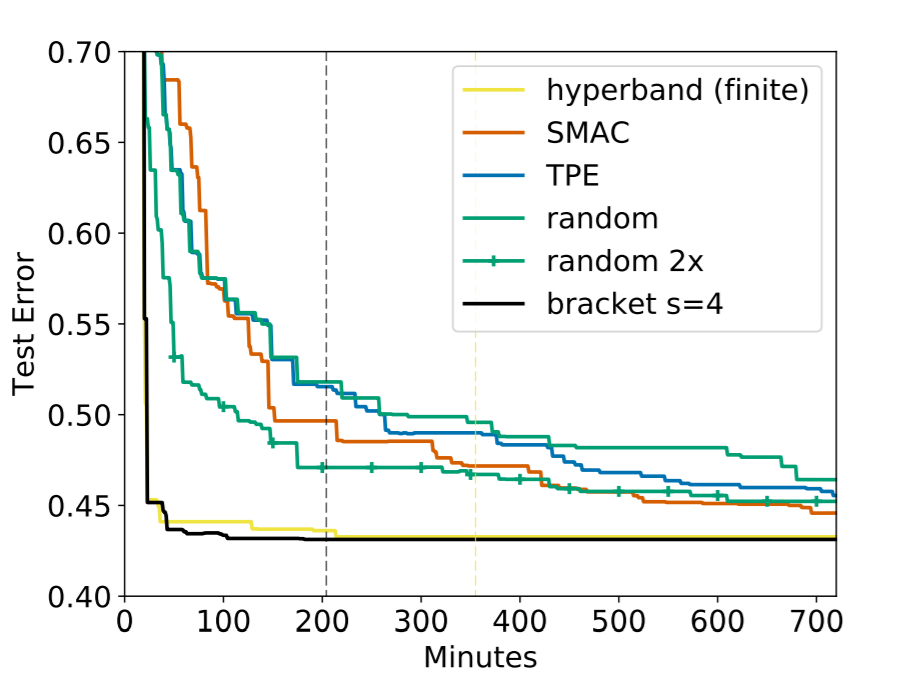 0.70
0.65
0.60
0.55
0.50
0.45
0.40
Test Error
hyperband (finite)
SMAC
TPE
random
random 2x
bracket s=4
0 100 200 300 400 500 600 700
Minutes